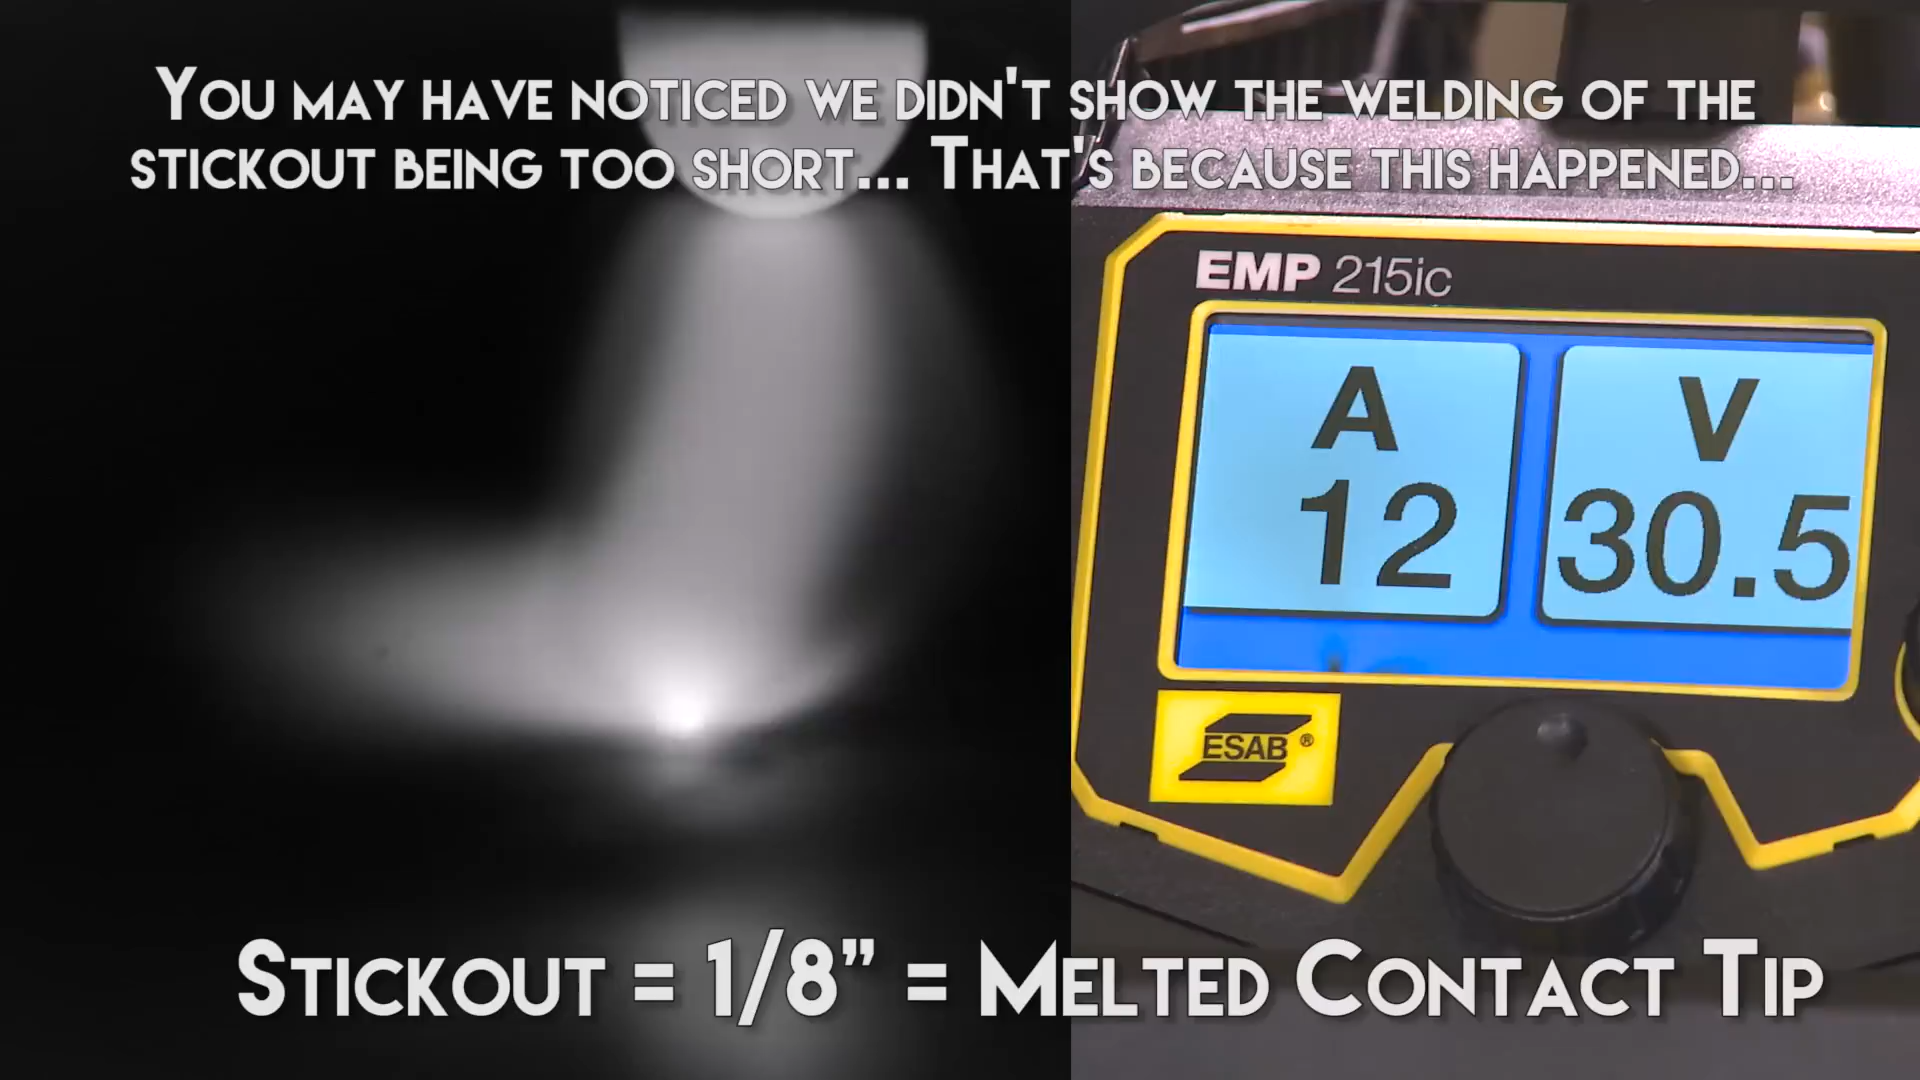 You may have noticed we didn't show the welding of the
stickout being too short... That's because this happened...
EMP 215ic
A V
12 30.5
ESAB®
Stickout = 1/8” = Melted Contact Tip